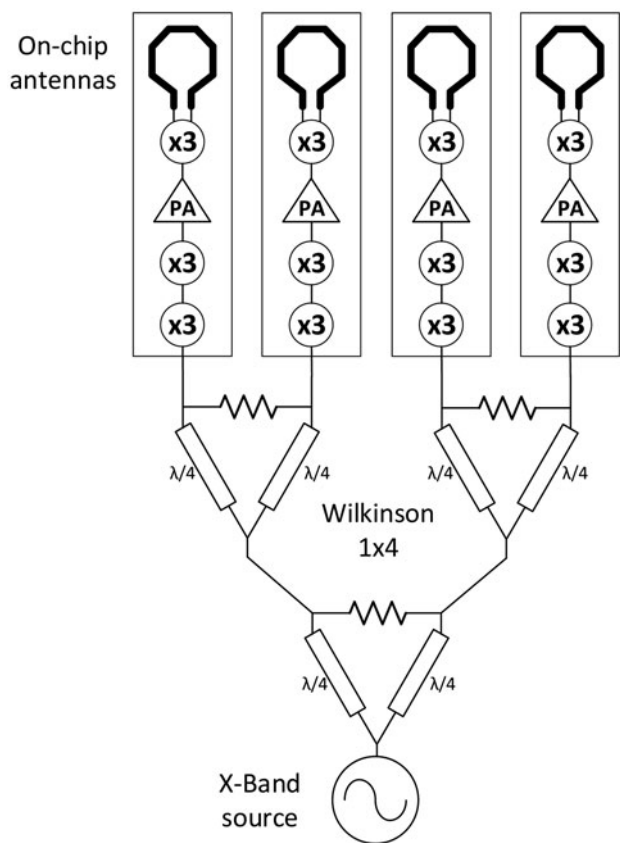 On-chip
antennas
x3 x3 x3 x3
PA PA PA PA
x3 x3 x3 x3
x3 x3 x3 x3
λ/4 λ/4 λ/4 λ/4
Wilkinson
1x4
λ/4 λ/4
X-Band
source